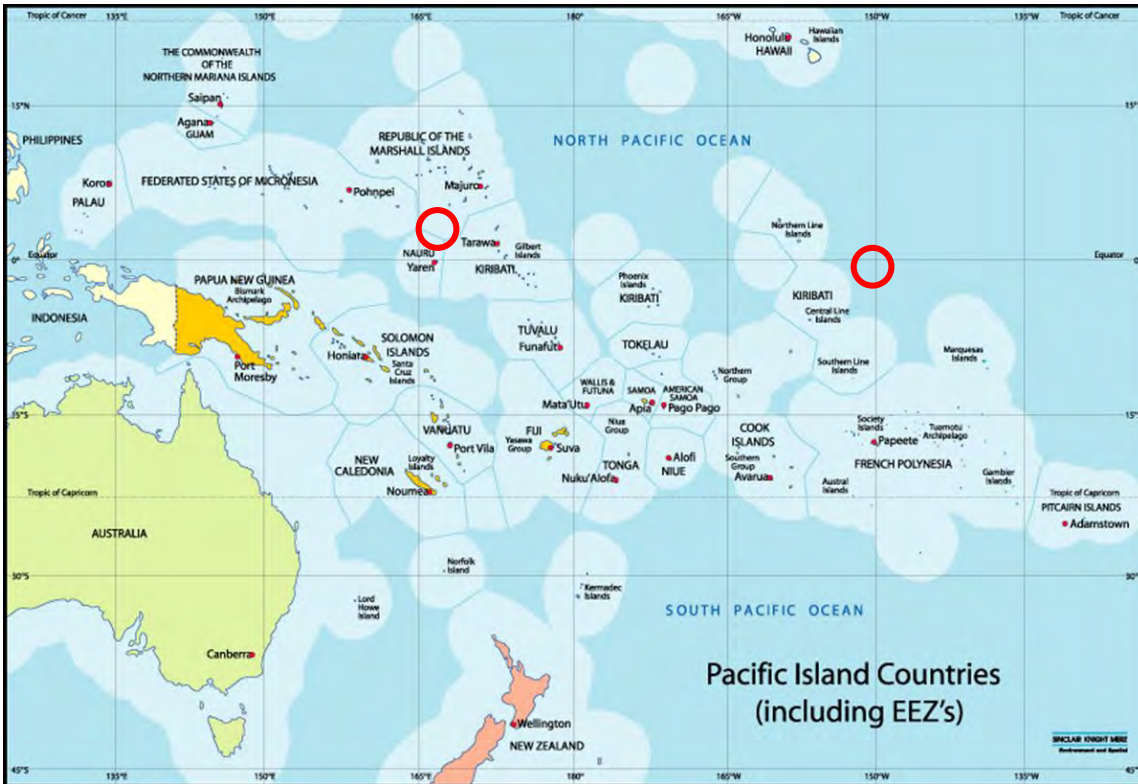 Tropic of Cancer
150°E
165°E
180°
150°W
135°W
Tropic of Cancer
Honolulu
Hawaiian
Islands
HAWAII
THE COMMONWEALTH
OF THE
NORTHERN MARIANA ISLANDS
Saipan
15°N
15°N
Agana
GUAM
PHILIPPINES
REPUBLIC OF THE
MARSHALL ISLANDS
NORTH PACIFIC OCEAN
Koror
PALAU
FEDERATED STATES OF MICRONESIA
Pohnpei
Majuro
Northern Line
Islands
Equator
0°
NAURU
Yaren
Tarawa
Gilbert
Islands
KIRIBATI
Equator
PAPUA NEW GUINEA
Bismark
Archipelago
Phoenix
Islands
KIRIBATI
KIRIBATI
Central Line
Islands
INDONESIA
SOLOMON
ISLANDS
Honiara
Santa
Cruz
Islands
TUVALU
Funafuti
TOKELAU
Port
Moresby
Southern Line
Islands
Marquesas
Islands
Northern
Group
WALLIS &
FUTUNA
SAMOA
AMERICAN
SAMOA
Mata'Utu
Apia
Pago Pago
15°S
15°S
VANUATU
Port Vila
FIJI
Yasawa
Group
Suva
Niua
Group
COOK
ISLANDS
Society
Islands
Papeete
Tuamotu
Archipelago
FRENCH POLYNESIA
NEW
CALEDONIA
Loyalty
Islands
Noumea
TONGA
Nuku'Alofa
Alofi
NIUE
Southern
Group
Avarua
Austral
Islands
Gambier
Islands
Tropic of Capricorn
Tropic of Capricorn
PITCAIRN ISLANDS
Adamstown
AUSTRALIA
Norfolk
Island
30°S
30°S
Lord
Howe
Island
Kermadec
Islands
SOUTH PACIFIC OCEAN
Canberra
Pacific Island Countries
(including EEZ's)
Wellington
NEW ZEALAND
SINCLAIR KNIGHT MERZ
Environment and Spatial
45°S
45°S
135°E
150°E
165°E
180°
165°W
150°W
135°W